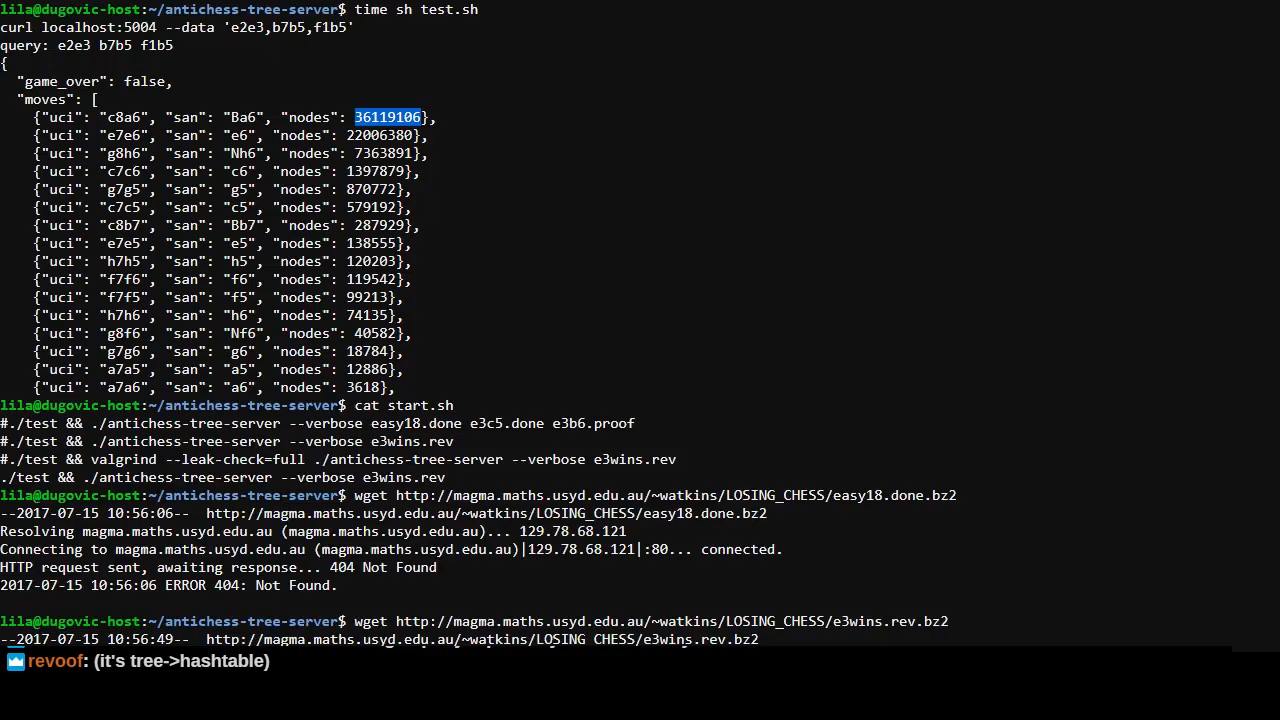 lila@dugovic-host:~/antichess-tree-server$ time sh test.sh
curl localhost:5004 --data 'e2e3,b7b5,f1b5'
query: e2e3 b7b5 f1b5
{
  "game_over": false,
  "moves": [
    {"uci": "c8a6", "san": "Ba6", "nodes": 36119106},
    {"uci": "e7e6", "san": "e6", "nodes": 22006380},
    {"uci": "g8h6", "san": "Nh6", "nodes": 7363891},
    {"uci": "c7c6", "san": "c6", "nodes": 1397879},
    {"uci": "g7g5", "san": "g5", "nodes": 870772},
    {"uci": "c7c5", "san": "c5", "nodes": 579192},
    {"uci": "c8b7", "san": "Bb7", "nodes": 287929},
    {"uci": "e7e5", "san": "e5", "nodes": 138555},
    {"uci": "h7h5", "san": "h5", "nodes": 120203},
    {"uci": "f7f6", "san": "f6", "nodes": 119542},
    {"uci": "f7f5", "san": "f5", "nodes": 99213},
    {"uci": "h7h6", "san": "h6", "nodes": 74135},
    {"uci": "g8f6", "san": "Nf6", "nodes": 40582},
    {"uci": "g7g6", "san": "g6", "nodes": 18784},
    {"uci": "a7a5", "san": "a5", "nodes": 12886},
    {"uci": "a7a6", "san": "a6", "nodes": 3618},
lila@dugovic-host:~/antichess-tree-server$ cat start.sh
#./test && ./antichess-tree-server --verbose easy18.done e3c5.done e3b6.proof
#./test && ./antichess-tree-server --verbose e3wins.rev
#./test && valgrind --leak-check=full ./antichess-tree-server --verbose e3wins.rev
./test && ./antichess-tree-server --verbose e3wins.rev
lila@dugovic-host:~/antichess-tree-server$ wget http://magma.maths.usyd.edu.au/~watkins/LOSING_CHESS/easy18.done.bz2
--2017-07-15 10:56:06--  http://magma.maths.usyd.edu.au/~watkins/LOSING_CHESS/easy18.done.bz2
Resolving magma.maths.usyd.edu.au (magma.maths.usyd.edu.au)... 129.78.68.121
Connecting to magma.maths.usyd.edu.au (magma.maths.usyd.edu.au)|129.78.68.121|:80... connected.
HTTP request sent, awaiting response... 404 Not Found
2017-07-15 10:56:06 ERROR 404: Not Found.
lila@dugovic-host:~/antichess-tree-server$ wget http://magma.maths.usyd.edu.au/~watkins/LOSING_CHESS/e3wins.rev.bz2
--2017-07-15 10:56:49--  http://magma.maths.usyd.edu.au/~watkins/LOSING_CHESS/e3wins.rev.bz2
revoof: (it's tree->hashtable)